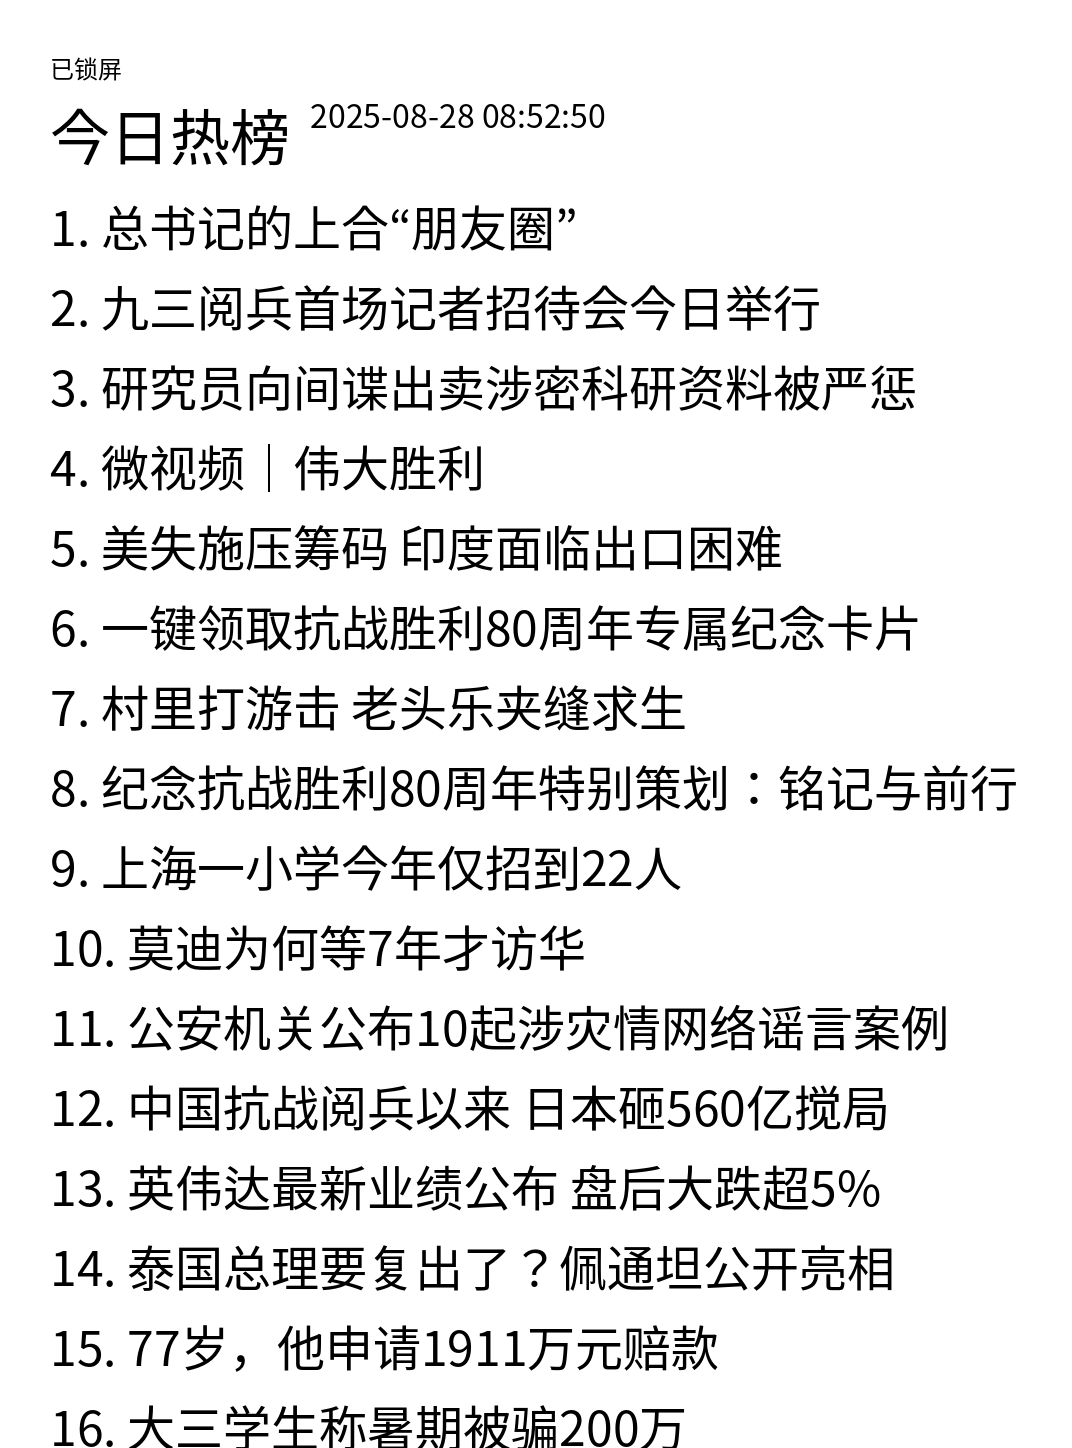 已锁屏
今日热榜 2025-08-28 08:52:50
1. 总书记的上合“朋友圈”
2. 九三阅兵首场记者招待会今日举行
3. 研究员向间谍出卖涉密科研资料被严惩
4. 微视频｜伟大胜利
5. 美失施压筹码 印度面临出口困难
6. 一键领取抗战胜利80周年专属纪念卡片
7. 村里打游击 老头乐夹缝求生
8. 纪念抗战胜利80周年特别策划：铭记与前行
9. 上海一小学今年仅招到22人
10. 莫迪为何等7年才访华
11. 公安机关公布10起涉灾情网络谣言案例
12. 中国抗战阅兵以来 日本砸560亿搅局
13. 英伟达最新业绩公布 盘后大跌超5%
14. 泰国总理要复出了？佩通坦公开亮相
15. 77岁，他申请1911万元赔款
16. 大三学生称暑期被骗200万